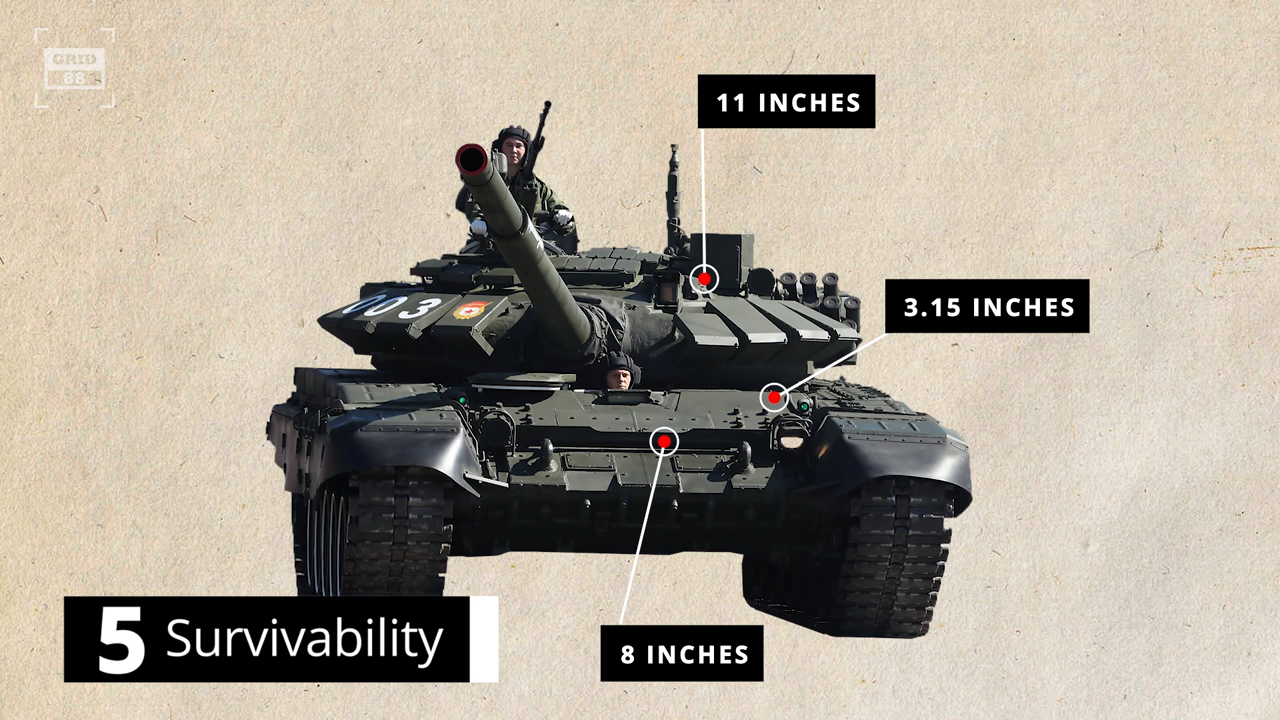 GRID
88
11 INCHES
003
3.15 INCHES
8 INCHES
5 Survivability